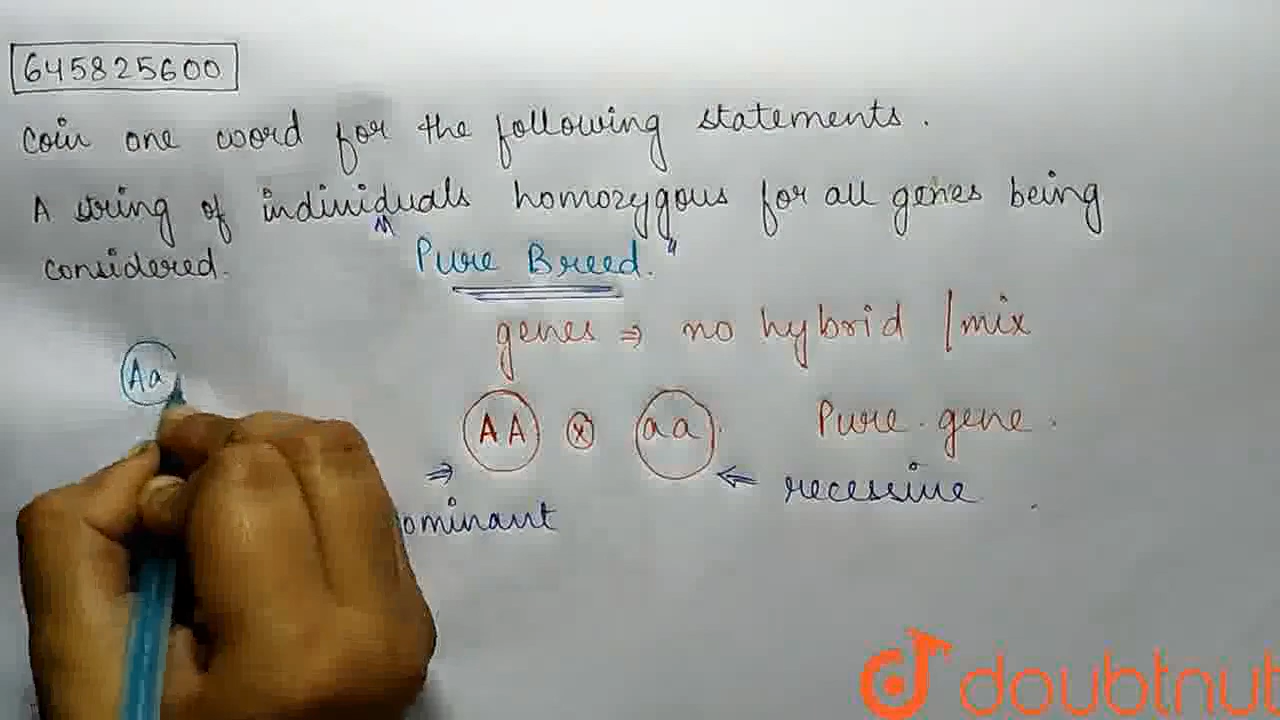 645825600
Coin one word for the following statements.
A string of individuals homozygous for all genes being
considered. "Pure Breed."
genes ⇒ no hybrid / mix
Aa
AA × aa. Pure gene.
⇒ ⇐ recessive
ominant
doubtnut